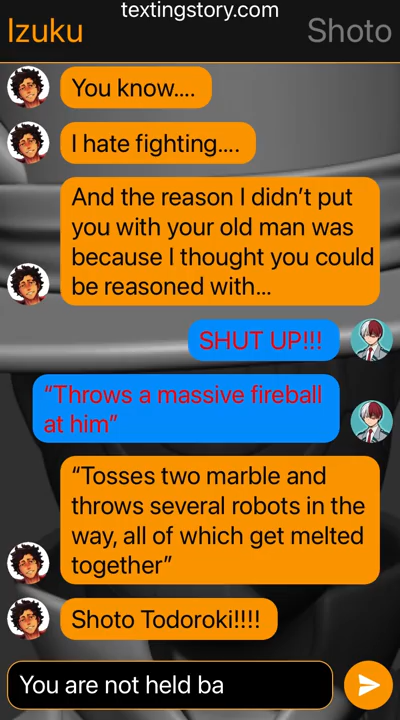 textingstory.com
Izuku
Shoto
You know....
I hate fighting....
And the reason I didn’t put
you with your old man was
because I thought you could
be reasoned with...
SHUT UP!!!
“Throws a massive fireball
at him”
“Tosses two marble and
throws several robots in the
way, all of which get melted
together”
Shoto Todoroki!!!!
You are not held ba